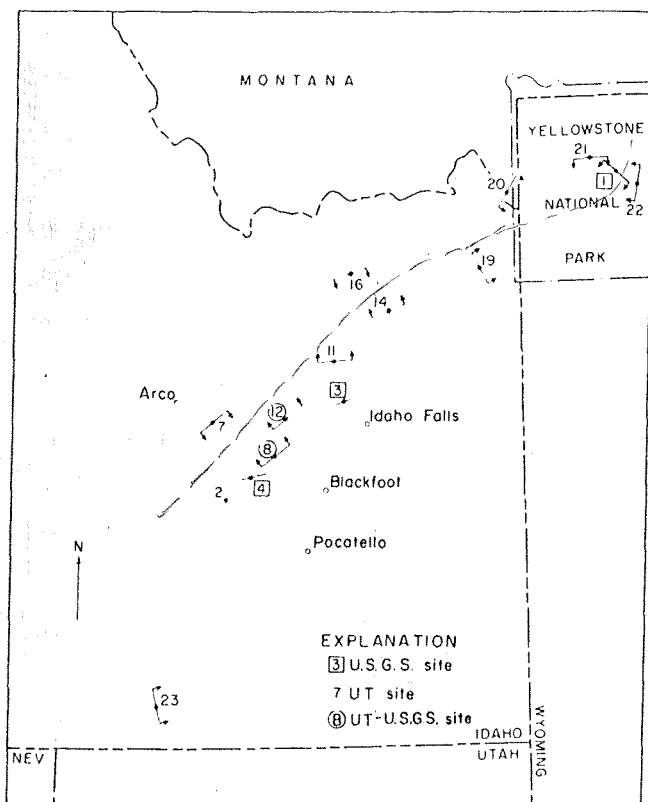 MONTANA
YELLOWSTONE
21
1
20
NATIONAL
22
19
PARK
16
14
11
Arco
3
12
7
Idaho Falls
8
4
2
Blackfoot
N
Pocatello
EXPLANATION
3 U.S.G.S. site
7 UT site
8 UT-U.S.G.S. site
23
IDAHO
WYOMING
NEV
UTAH